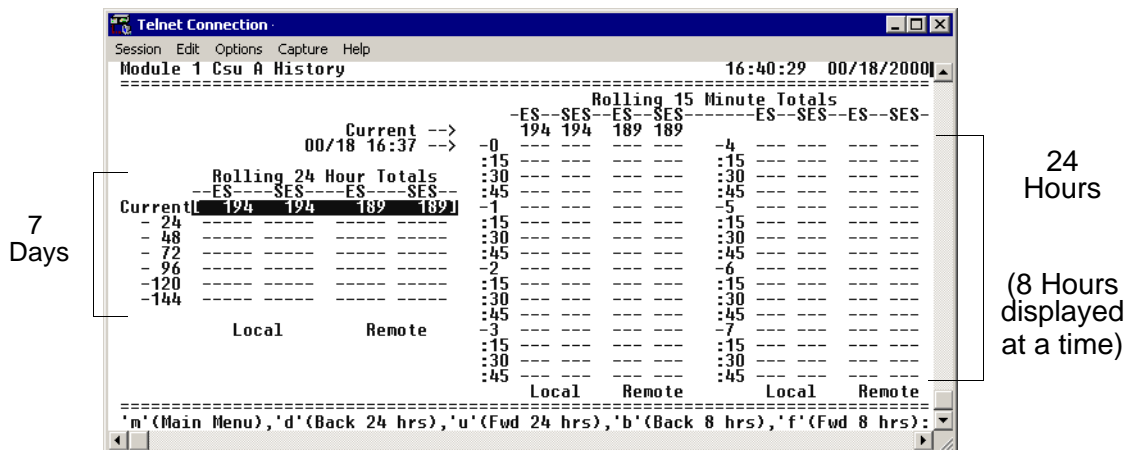 Telnet Connection -
Session Edit Options Capture Help
Module 1 Csu A History 16:40:29 00/18/2000
================================================================================
Rolling 15 Minute Totals
-ES--SES--ES--SES-------ES--SES--ES--SES-
Current --> 194 194 189 189
00/18 16:37 --> -0 --- --- --- --- -4 --- --- --- ---
:15 --- --- --- --- :15 --- --- --- ---
Rolling 24 Hour Totals :30 --- --- --- --- :30 --- --- --- ---
--ES----SES----ES----SES-- :45 --- --- --- --- :45 --- --- --- ---
Current[ 194 194 189 189] -1 --- --- --- --- -5 --- --- --- ---
- 24 ----- ----- ----- ----- :15 --- --- --- --- :15 --- --- --- ---
- 48 ----- ----- ----- ----- :30 --- --- --- --- :30 --- --- --- ---
- 72 ----- ----- ----- ----- :45 --- --- --- --- :45 --- --- --- ---
- 96 ----- ----- ----- ----- -2 --- --- --- --- -6 --- --- --- ---
-120 ----- ----- ----- ----- :15 --- --- --- --- :15 --- --- --- ---
-144 ----- ----- ----- ----- :30 --- --- --- --- :30 --- --- --- ---
:45 --- --- --- --- :45 --- --- --- ---
Local Remote -3 --- --- --- --- -7 --- --- --- ---
:15 --- --- --- --- :15 --- --- --- ---
:30 --- --- --- --- :30 --- --- --- ---
:45 --- --- --- --- :45 --- --- --- ---
Local Remote Local Remote
================================================================================
'm'(Main Menu),'d'(Back 24 hrs),'u'(Fwd 24 hrs),'b'(Back 8 hrs),'f'(Fwd 8 hrs):
7
Days
24
Hours
(8 Hours
displayed
at a time)